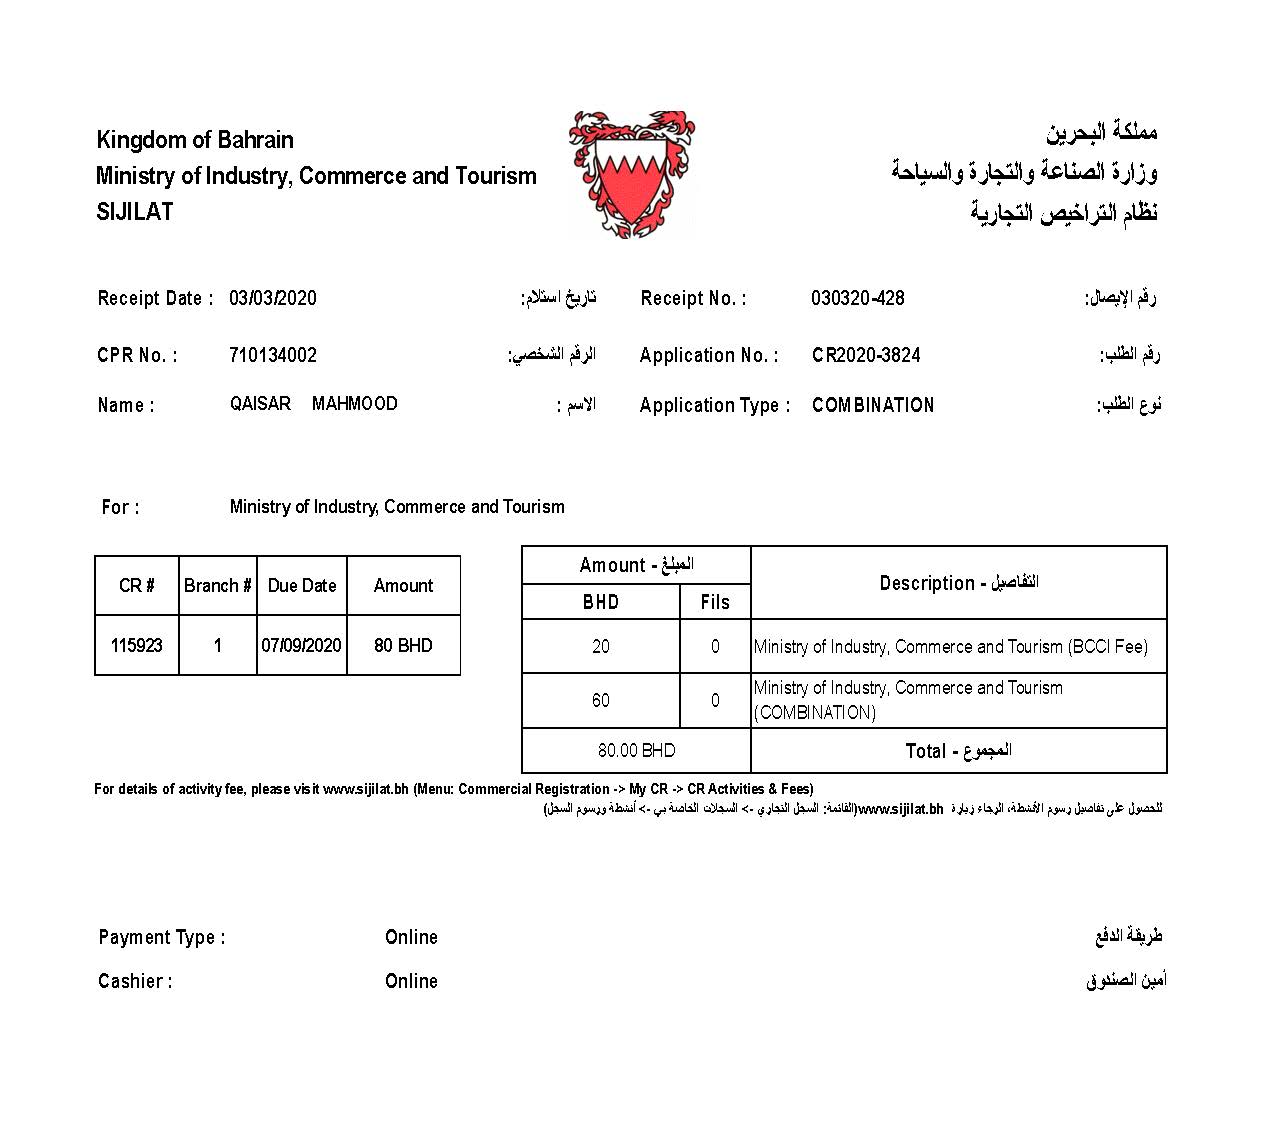 Kingdom of Bahrain
مملكة البحرين
Ministry of Industry, Commerce and Tourism
وزارة الصناعة والتجارة والسياحة
SIJILAT
نظام التراخيص التجارية
Receipt Date : 03/03/2020 تاريخ استلام: Receipt No. : 030320-428 رقم الإيصال:
CPR No. : 710134002 الرقم الشخصي: Application No. : CR2020-3824 رقم الطلب:
Name : QAISAR MAHMOOD الاسم : Application Type : COMBINATION نوع الطلب:
For : Ministry of Industry, Commerce and Tourism
CR # Branch # Due Date Amount
115923 1 07/09/2020 80 BHD
Amount - المبلغ Description - التفاصيل
BHD Fils
20 0 Ministry of Industry, Commerce and Tourism (BCCI Fee)
60 0 Ministry of Industry, Commerce and Tourism
(COMBINATION)
80.00 BHD Total - المجموع
For details of activity fee, please visit www.sijilat.bh (Menu: Commercial Registration -> My CR -> CR Activities & Fees)
للحصول على تفاصيل رسوم الأنشطة، الرجاء زيارة www.sijilat.bh(القائمة: السجل التجاري -> السجلات الخاصة بي -> أنشطة ورسوم السجل)
Payment Type : Online طريقة الدفع
Cashier : Online أمين الصندوق